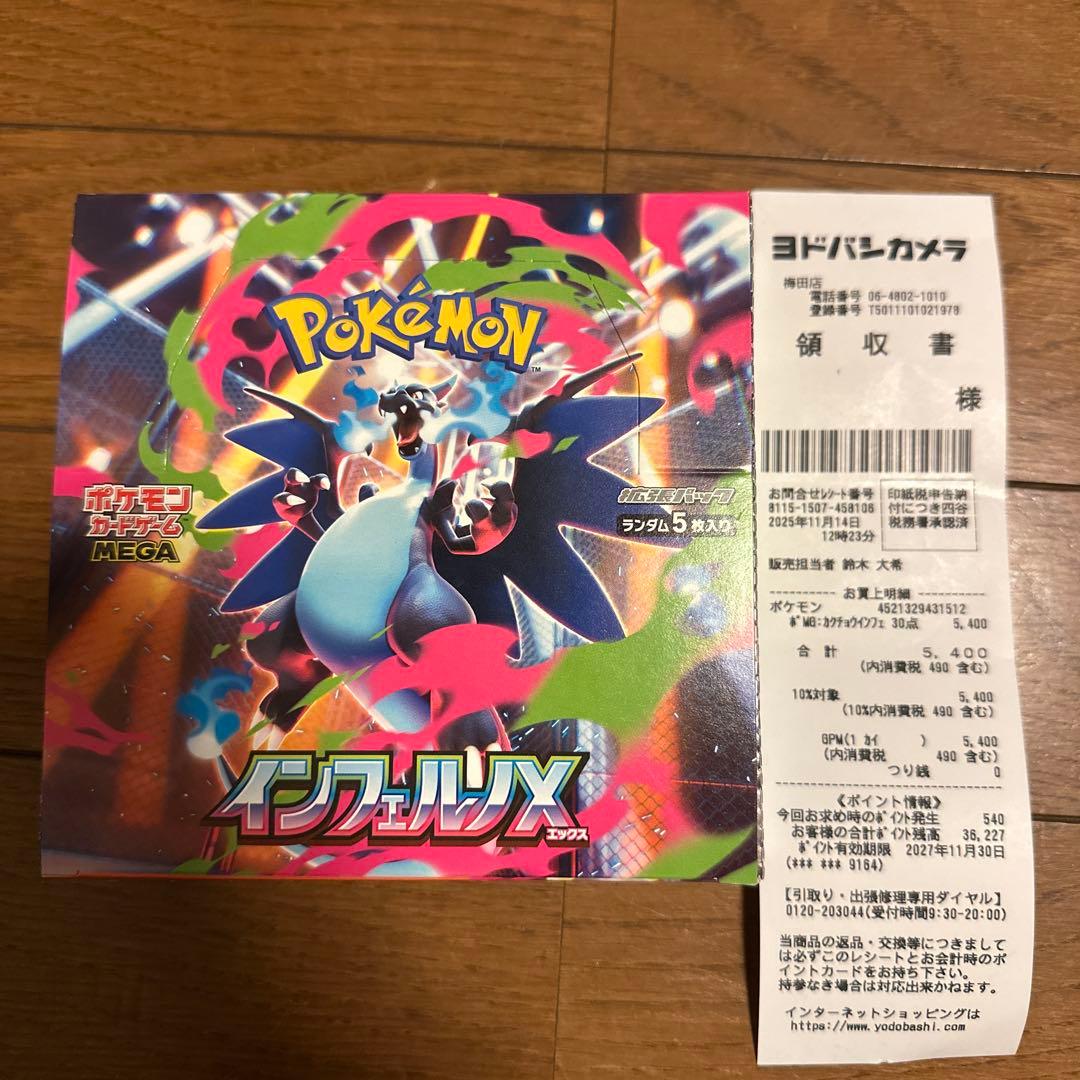 POKÉMON
TM
ポケモン
カードゲーム
MEGA
拡張パック
ランダム5枚入り
インフェルノX
エックス
ヨドバシカメラ
梅田店
電話番号 06-4802-1010
登録番号 T5011101021978
領 収 書
様
お問合せレシート番号
8115-1507-458106
2025年11月14日
12時23分
印紙税申告納
付につき四谷
税務署承認済
販売担当者 鈴木 大希
---------- お買上明細 ----------
ポケモン 4521329431512
ポMG:カクチョウインフェ 30点 5,400
合 計 5,400
(内消費税 490 含む)
10%対象 5,400
(10%内消費税 490 含む)
GPM(1 カイ ) 5,400
(内消費税 490 含む)
つり銭 0
《ポイント情報》
今回お求め時のポイント発生 540
お客様の合計ポイント残高 36,227
ポイント有効期限 2027年11月30日
(*** *** 9164)
【引取り・出張修理専用ダイヤル】
0120-203044(受付時間9:30-20:00)
当商品の返品・交換等につきまして
は必ずこのレシートとお会計時のポ
イントカードをお持ち下さい。
持参なき場合は対応出来かねます。
インターネットショッピングは
https://www.yodobashi.com